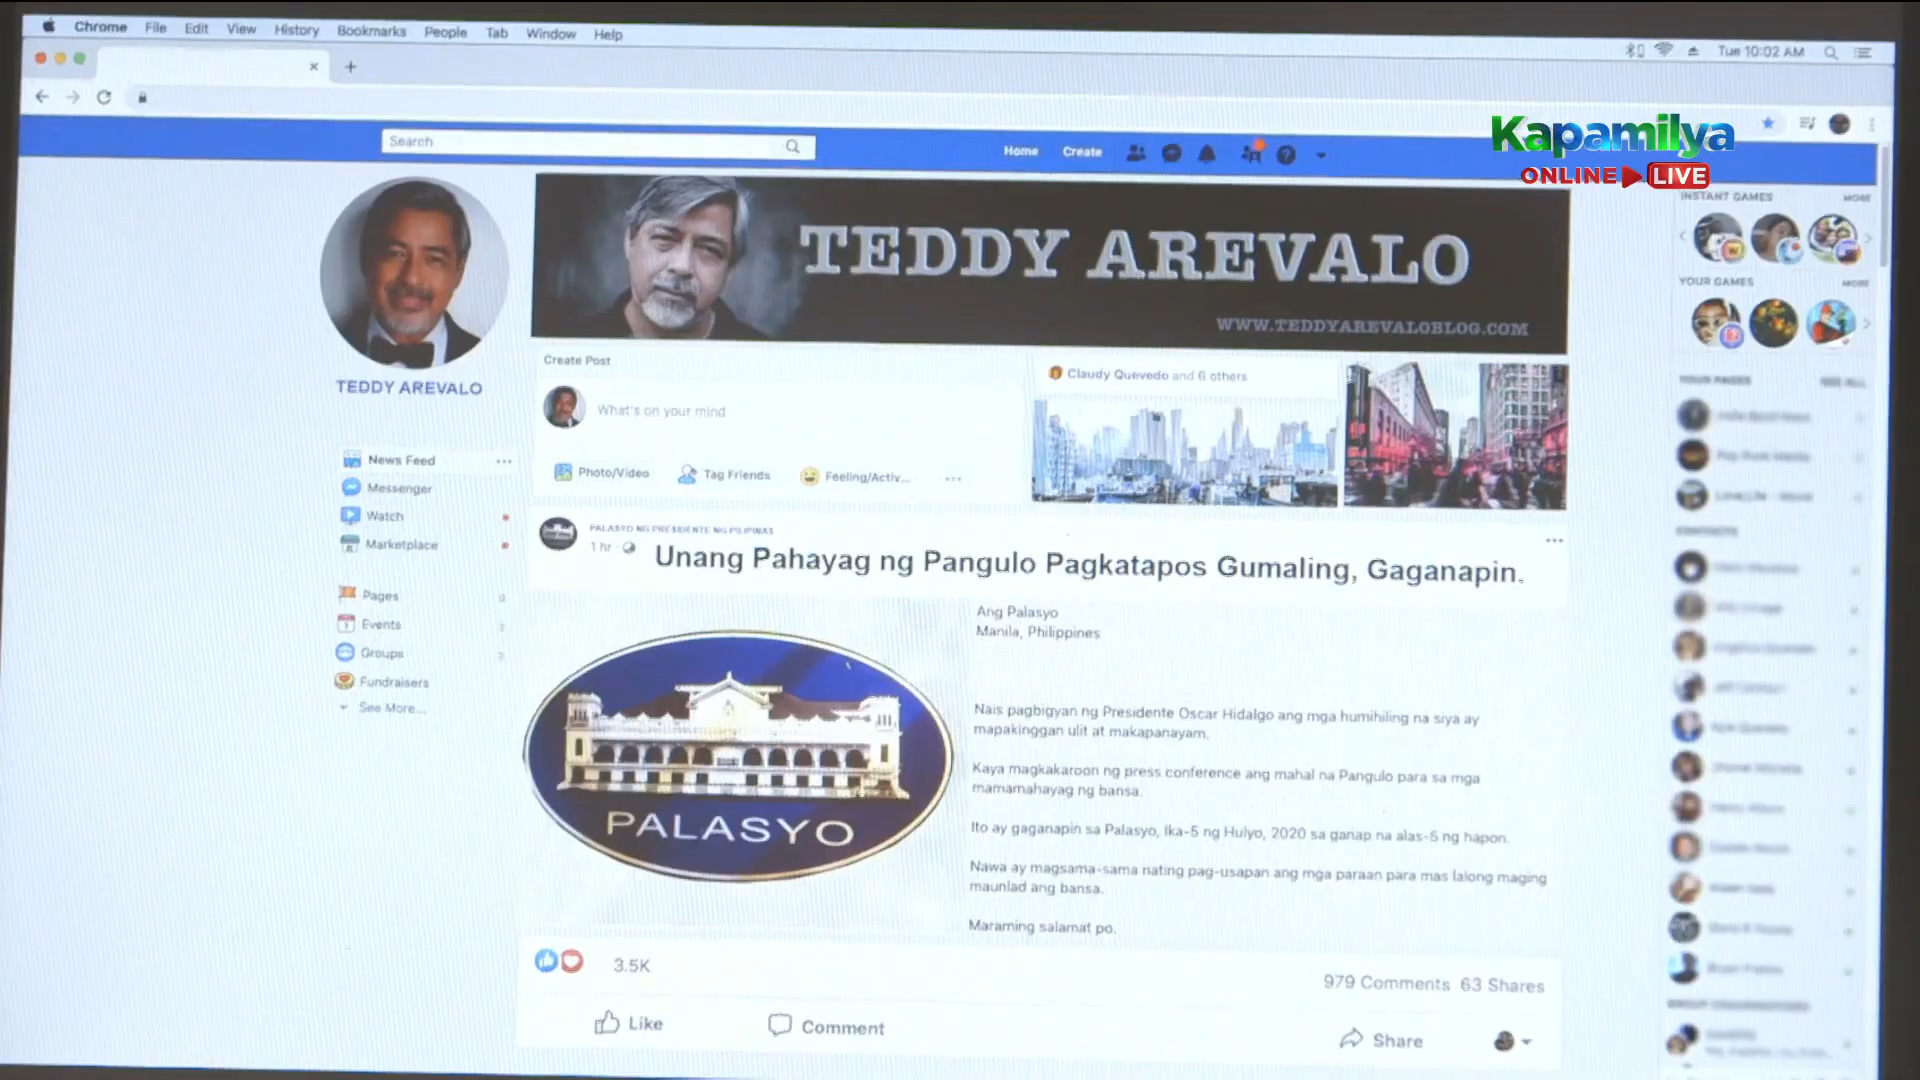 Chrome File Edit View History Bookmarks People Tab Window Help
Tue 10:02 AM
Kapamilya
ONLINE LIVE
Search
Home Create
TEDDY AREVALO
WWW.TEDDYAREVALOBLOG.COM
TEDDY AREVALO
News Feed
Messenger
Watch
Marketplace
Pages
Events
Groups
Fundraisers
See More...
Create Post
What's on your mind
Photo/Video Tag Friends Feeling/Activ...
Claudy Quevedo and 6 others
PALASYO NG PRESIDENTE NG PILIPINAS
1 hr
Unang Pahayag ng Pangulo Pagkatapos Gumaling, Gaganapin.
PALASYO
Ang Palasyo
Manila, Philippines
Nais pagbigyan ng Presidente Oscar Hidalgo ang mga humihiling na siya ay
mapakinggan ulit at makapanayam.
Kaya magkakaroon ng press conference ang mahal na Pangulo para sa mga
mamamahayag ng bansa.
Ito ay gaganapin sa Palasyo, Ika-5 ng Hulyo, 2020 sa ganap na alas-5 ng hapon.
Nawa ay magsama-sama nating pag-usapan ang mga paraan para mas lalong maging
maunlad ang bansa.
Maraming salamat po.
3.5K
979 Comments 63 Shares
Like Comment Share
INSTANT GAMES MORE
YOUR GAMES MORE
YOUR PAGES SEE ALL
CONTACTS